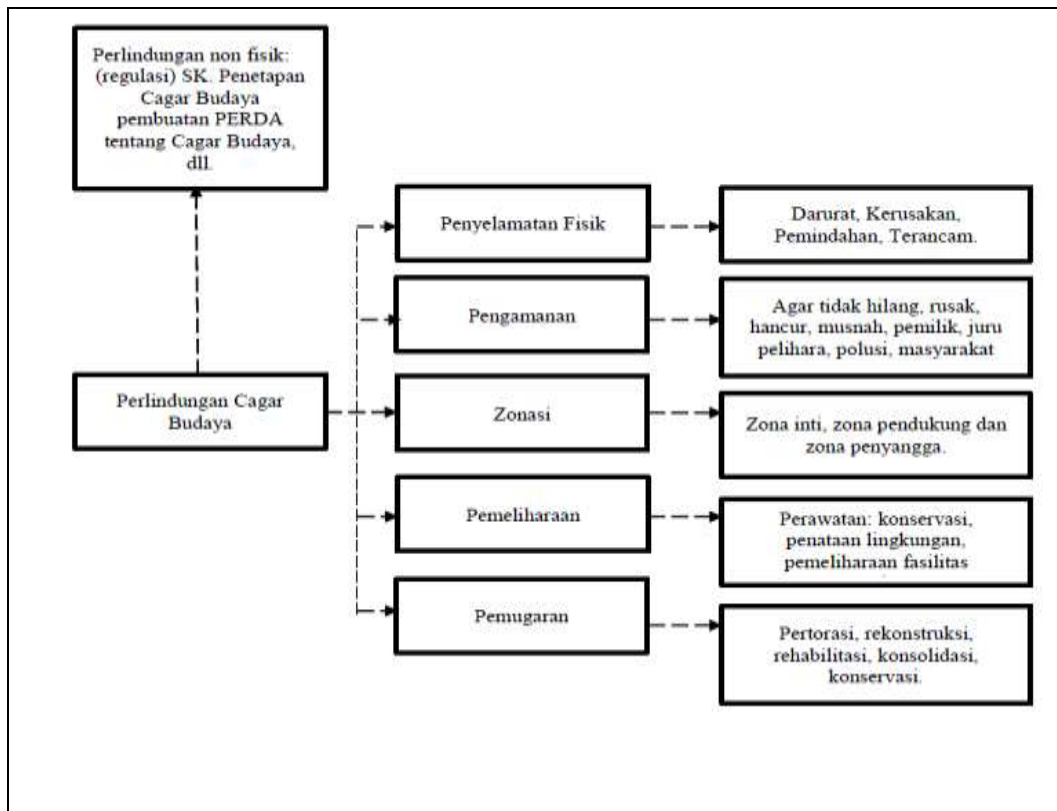 Perlindungan non fisik:
(regulasi) SK. Penetapan
Cagar Budaya
pembuatan PERDA
tentang Cagar Budaya,
dll.
Perlindungan Cagar
Budaya
Penyelamatan Fisik
Darurat, Kerusakan,
Pemindahan, Terancam.
Pengamanan
Agar tidak hilang, rusak,
hancur, musnah, pemilik, juru
pelihara, polusi, masyarakat
Zonasi
Zona inti, zona pendukung dan
zona penyangga.
Pemeliharaan
Perawatan: konservasi,
penataan lingkungan,
pemeliharaan fasilitas
Pemugaran
Pertorasi, rekonstruksi,
rehabilitasi, konsolidasi,
konservasi.